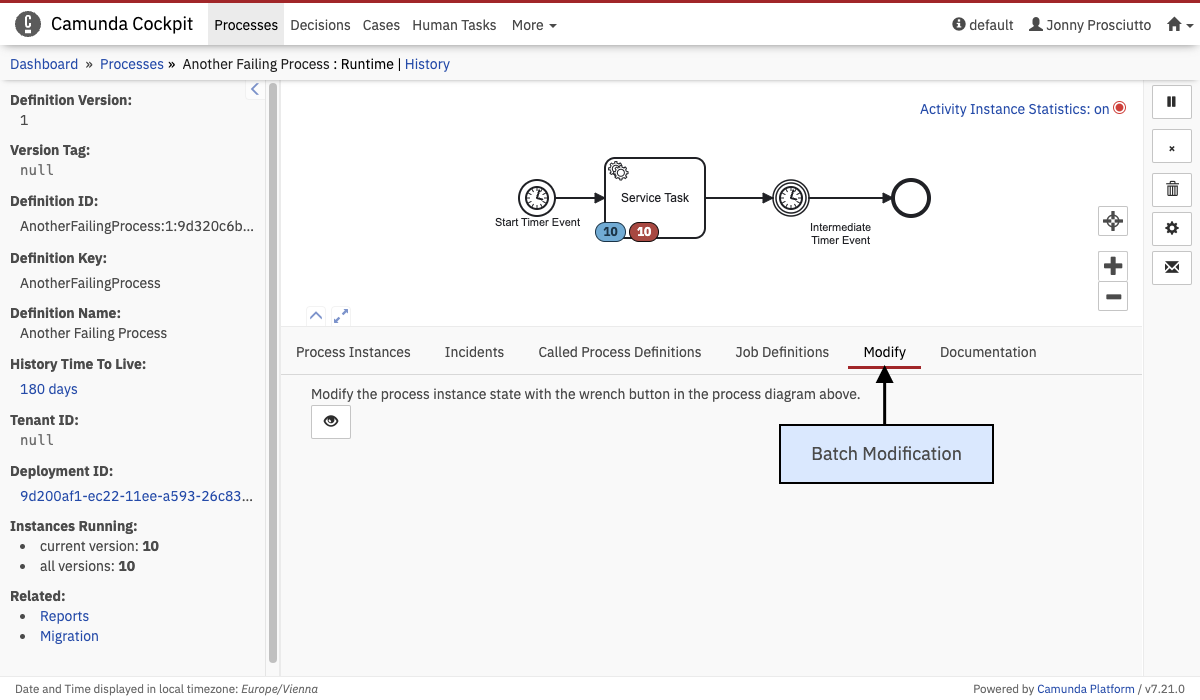 Camunda Cockpit Processes Decisions Cases Human Tasks More default Jonny Prosciutto
Dashboard » Processes » Another Failing Process : Runtime | History
Definition Version:
1
Version Tag:
null
Definition ID:
AnotherFailingProcess:1:9d320c6b...
Definition Key:
AnotherFailingProcess
Definition Name:
Another Failing Process
History Time To Live:
180 days
Tenant ID:
null
Deployment ID:
9d200af1-ec22-11ee-a593-26c83...
Instances Running:
• current version: 10
• all versions: 10
Related:
• Reports
• Migration
Activity Instance Statistics: on
Start Timer Event
Service Task
10 10
Intermediate
Timer Event
Process Instances Incidents Called Process Definitions Job Definitions Modify Documentation
Modify the process instance state with the wrench button in the process diagram above.
Batch Modification
Date and Time displayed in local timezone: Europe/Vienna
Powered by Camunda Platform / v7.21.0